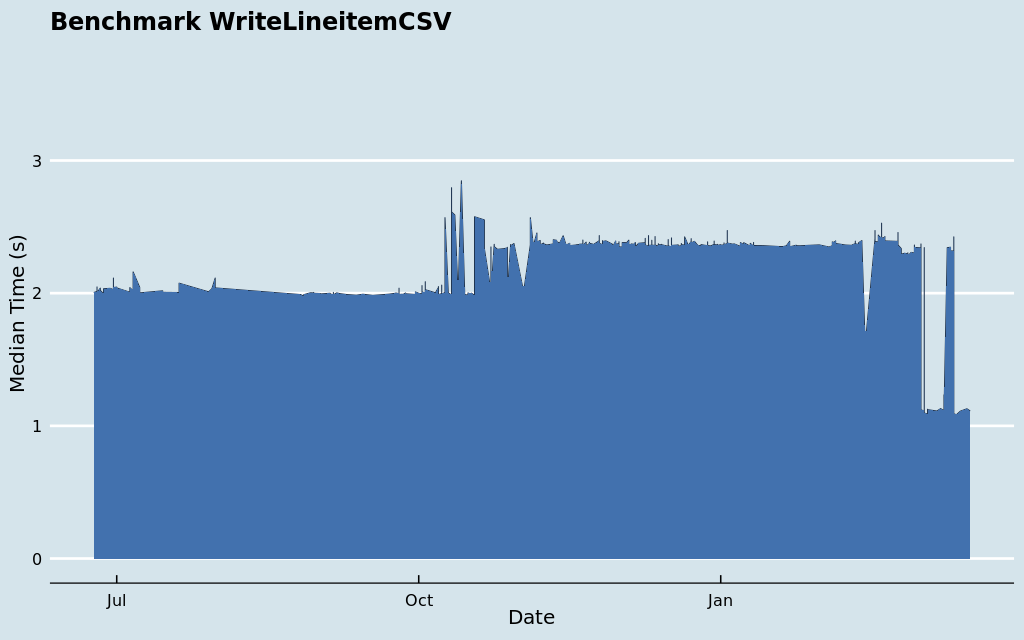 Benchmark WriteLineitemCSV
Median Time (s)
3
2
1
0
Jul Oct Jan
Date